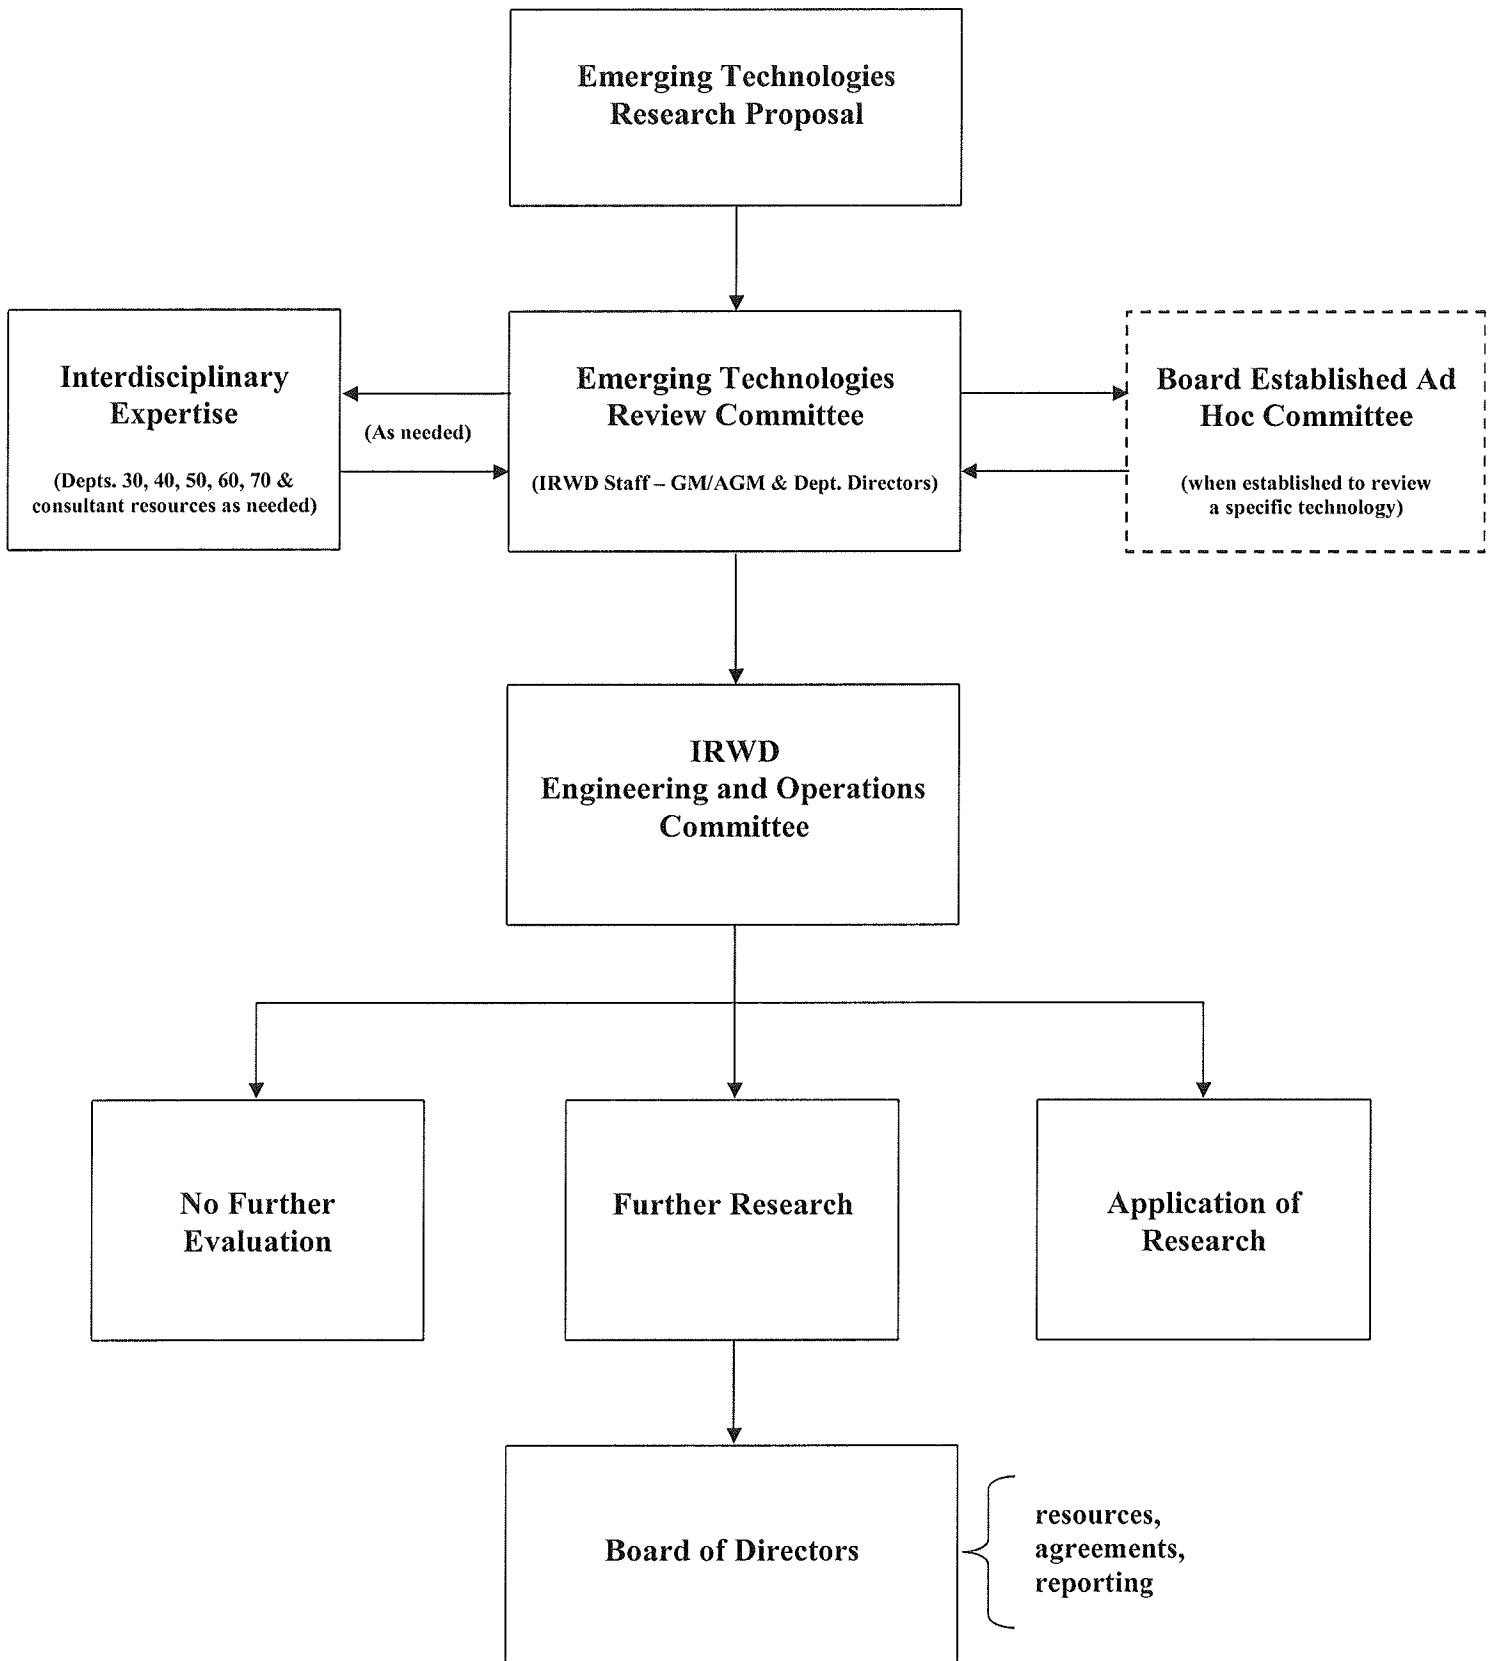 Emerging Technologies
Research Proposal
Interdisciplinary
Expertise
(Depts. 30, 40, 50, 60, 70 &
consultant resources as needed)
(As needed)
Emerging Technologies
Review Committee
(IRWD Staff – GM/AGM & Dept. Directors)
Board Established Ad
Hoc Committee
(when established to review
a specific technology)
IRWD
Engineering and Operations
Committee
No Further
Evaluation
Further Research
Application of
Research
Board of Directors
resources,
agreements,
reporting